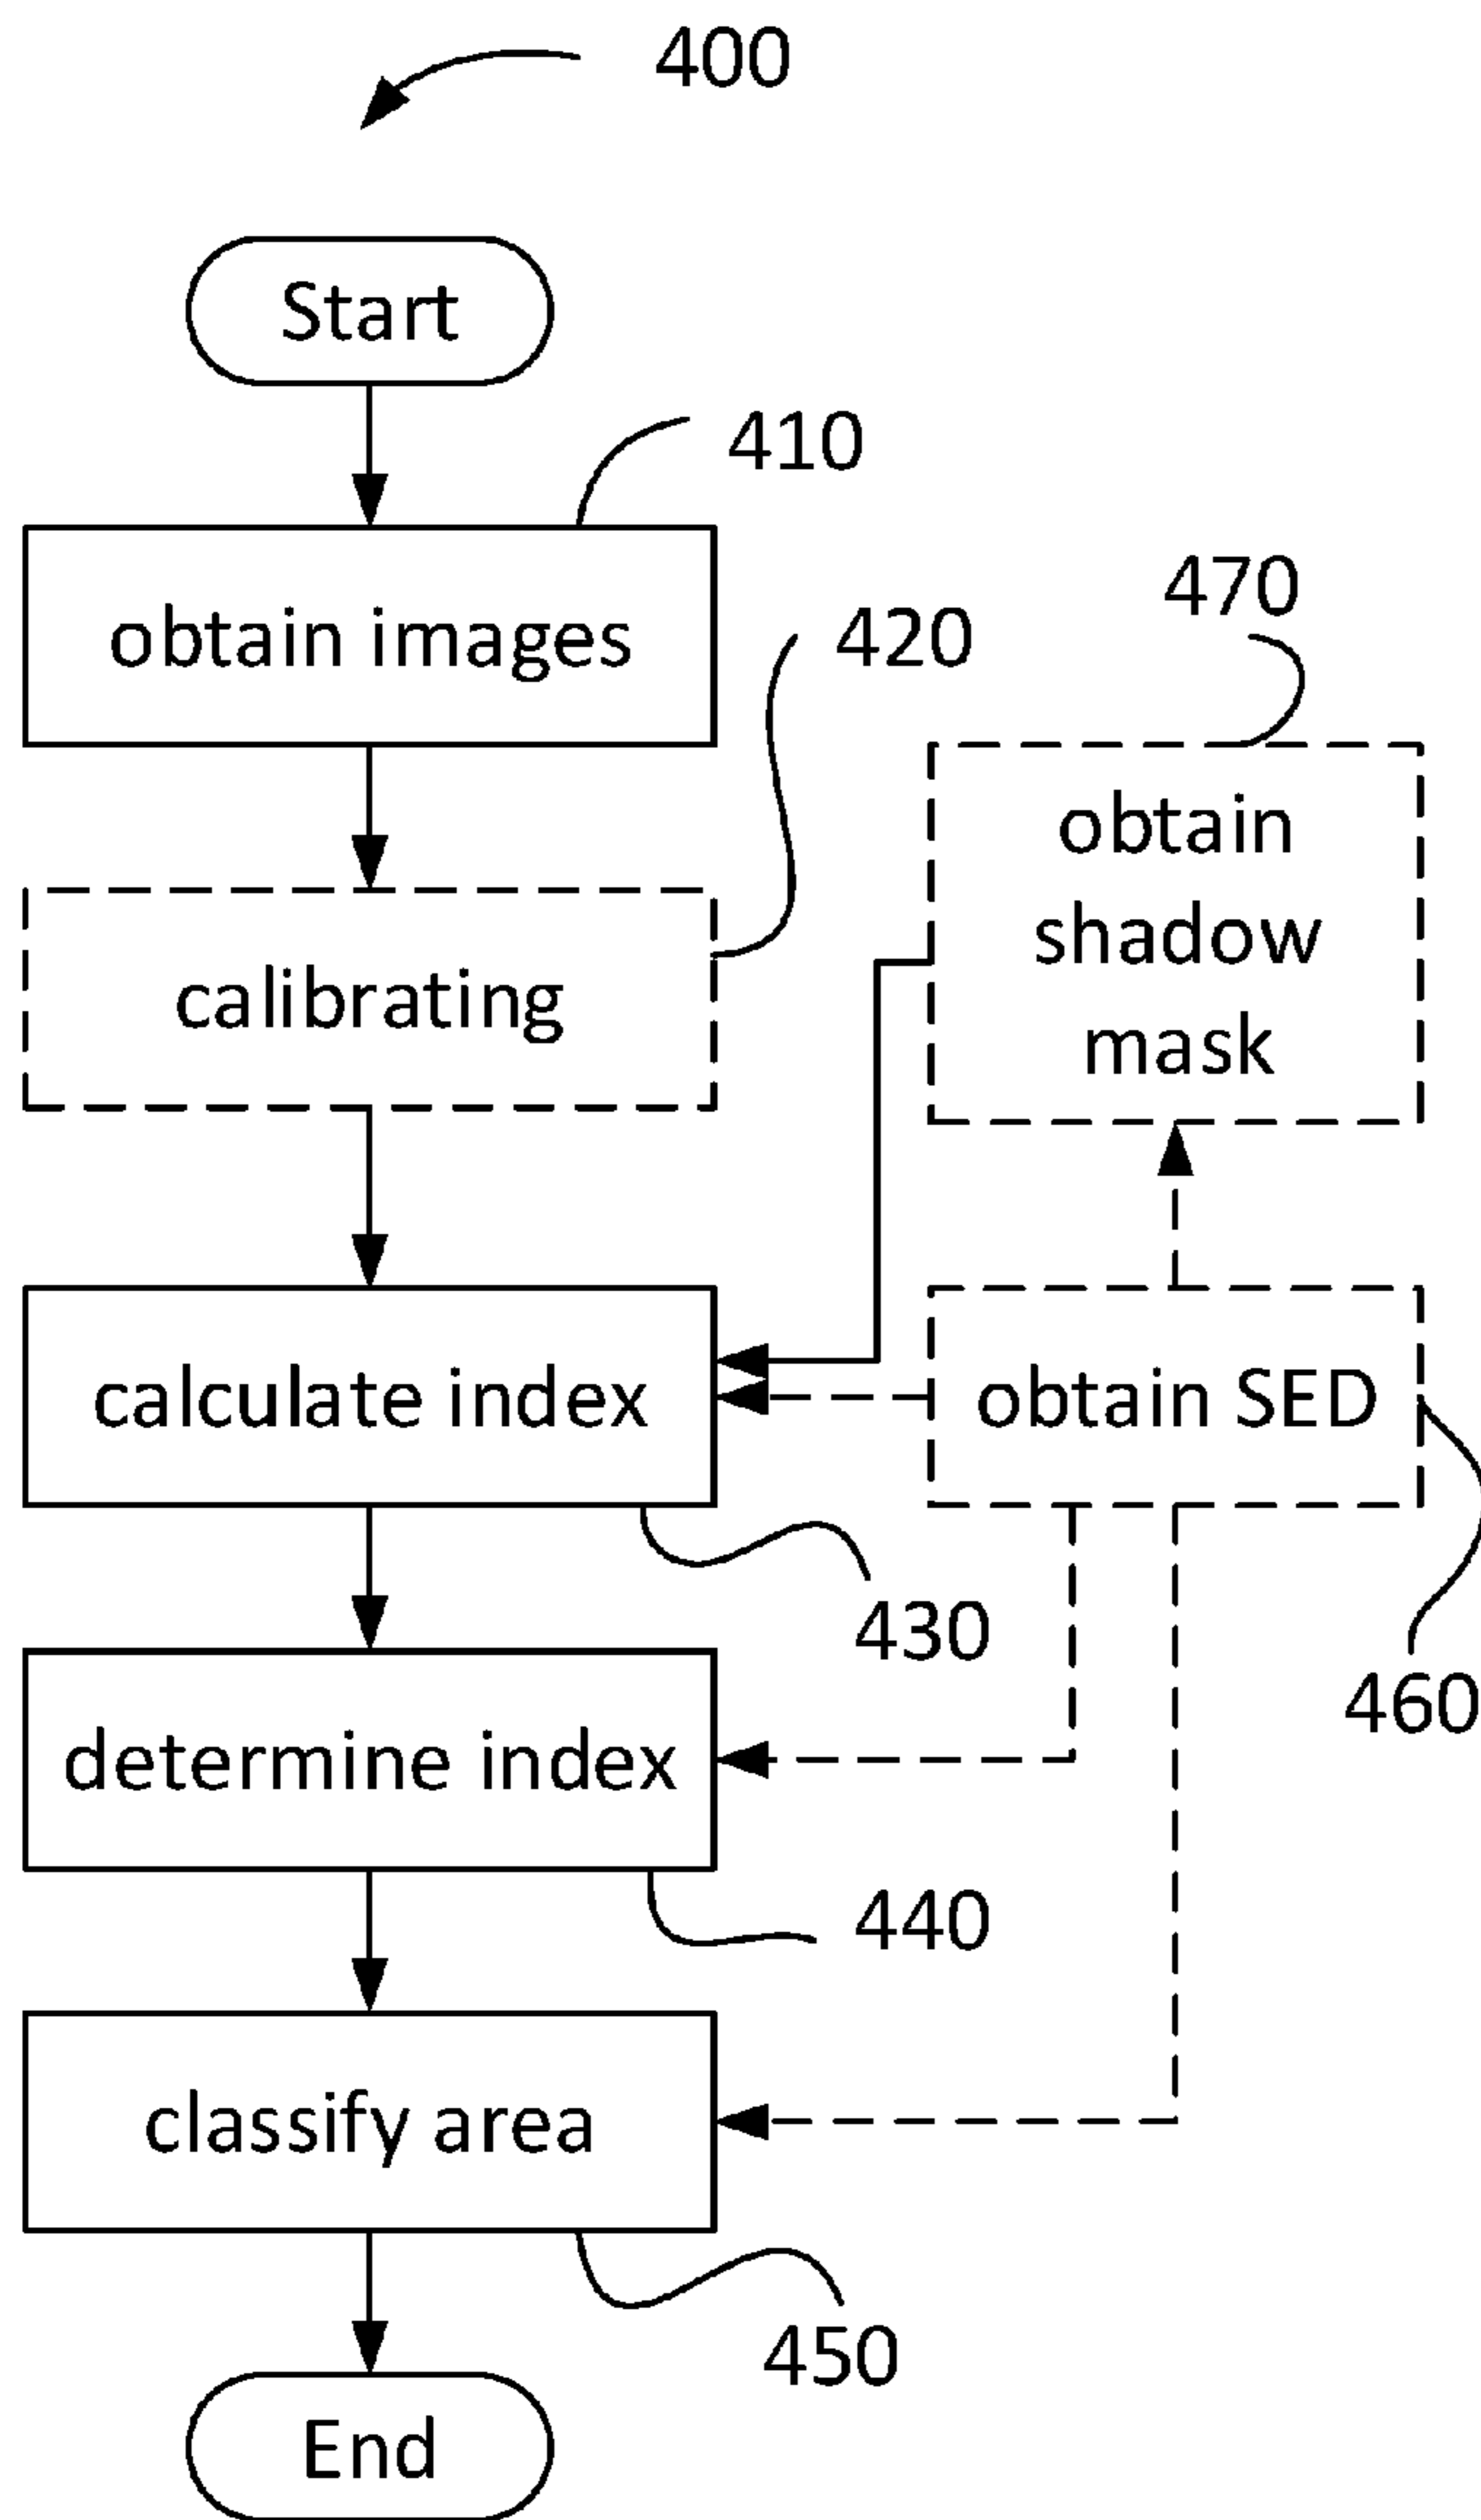 400
Start
410
obtain images
470
420
obtain
shadow
mask
calibrating
calculate index
obtain SED
430
460
determine index
440
classify area
450
End